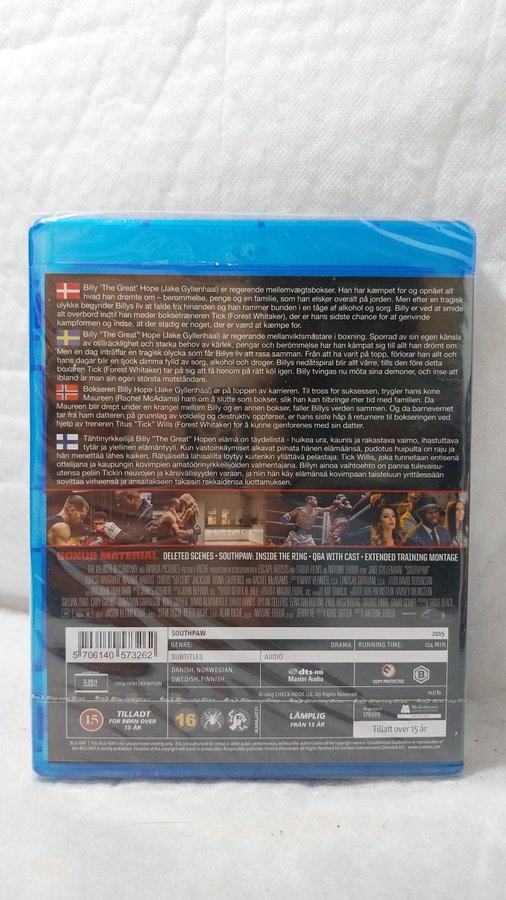 Billy 'The Great' Hope (Jake Gyllenhaal) er regerende mellemvægtsbokser. Han har kæmpet for og opnået alt
hvad han drømte om – berømmelse, penge og en familie, som han elsker overalt på jorden. Men efter en tragisk
ulykke begynder Billys liv at falde fra hinanden og han rammer bunden i en tåge af alkohol og sorg. Billy er ved at smide
alt overbord indtil han møder boksetræneren Tick (Forest Whitaker), der er hans sidste chance for at genvinde
kampformen og indse, at der stadig er noget, der er værd at kæmpe for.
Billy "The Great" Hope (Jake Gyllenhaal) är regerande mellanviktsmästare i boxning. Sporrad av sin egen känsla
av otillräcklighet och starka behov av kärlek, pengar och berömmelse har han kämpat sig till allt han drömt om.
Men en dag inträffar en tragisk olycka som får Billys liv att rasa samman: Från att ha varit på topp, förlorar han allt och
hans dagar blir en tjock dimma fylld av sorg, alkohol och droger. Billys nedåtspiral blir allt värre, tills den före detta
boxaren Tick (Forest Whitaker) tar på sig att få honom på rätt köl igen. Billy tvingas nu möta sina demoner, och inse att
ibland är man sin egen största motståndare.
Bokseren Billy Hope (Jake Gyllenhaal) er på toppen av karrieren. Til tross for suksessen, trygler hans kone
Maureen (Rachel McAdams) ham om å slutte som bokser, slik han kan tilbringe mer tid med familien. Da
Maureen blir drept under en krangel mellom Billy og en annen bokser, faller Billys verden sammen. Og da barnevernet
tar fra ham datteren på grunnlag av voldelig og destruktiv oppførsel, er hans siste håp å returnere til bokseringen ved
hjelp av treneren Titus "Tick" Wills (Forest Whitaker) for å kunne gjenforenes med sin datter.
Tähtinyrkkeilijä Billy "The Great" Hopen elämä on täydellistä - huikea ura, kaunis ja rakastava vaimo, ihastuttava
tytär ja ylellinen elämäntyyli. Kun vastoinkäymiset alkavat piinata hänen elämäänsä, pudotus huipulta on raju ja
hän menettää lähes kaiken. Rähjäiseltä lähisalilta löytyy kuitenkin yllättävä pelastaja: Tick Willis, joka tunnetaan entisenä
ottelijana ja kaupungin kovimpien amatöörinyrkkeilijöiden valmentajana. Billyn ainoa vaihtoehto on panna tulevaisu-
utensa peliin Tickin neuvojen ja kärsivällisyyden varaan, ja niin hän käy elämänsä kovimpaan taisteluun yrittäessään
sovittaa virheensä ja ansaitakseen takaisin rakkaidensa luottamuksen.
BONUS MATERIAL DELETED SCENES • SOUTHPAW: INSIDE THE RING • Q&A WITH CAST • EXTENDED TRAINING MONTAGE
5 706140 573262
SOUTHPAW 2015
GENRE: DRAMA RUNNING TIME: 124 MIN
SUBTITLES AUDIO
DANISH, NORWEGIAN,
SWEDISH, FINNISH
dts-HD
Master Audio
COPY PROTECTED
B
2.35:1
1080p HIGH DEFINITION
© 2015 CHECK HOOK LLC. All Rights Reserved
ncb
15 TILLADT
FOR BØRN OVER
15 ÅR
16
LÄMPLIG
FRÅN 15 ÅR
Tillatt over 15 år